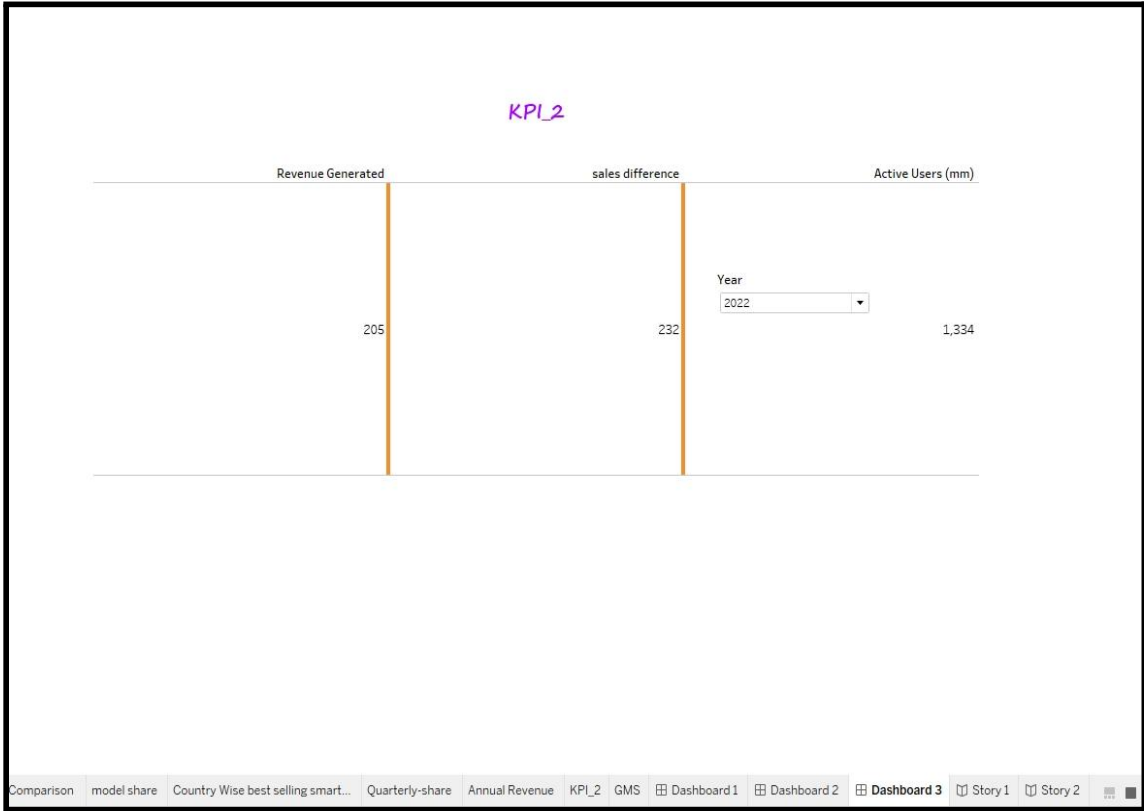 KPI_2
Revenue Generated sales difference Active Users (mm)
Year
2022
205 232 1,334
Comparison model share Country Wise best selling smart... Quarterly-share Annual Revenue KPI_2 GMS Dashboard 1 Dashboard 2 Dashboard 3 Story 1 Story 2